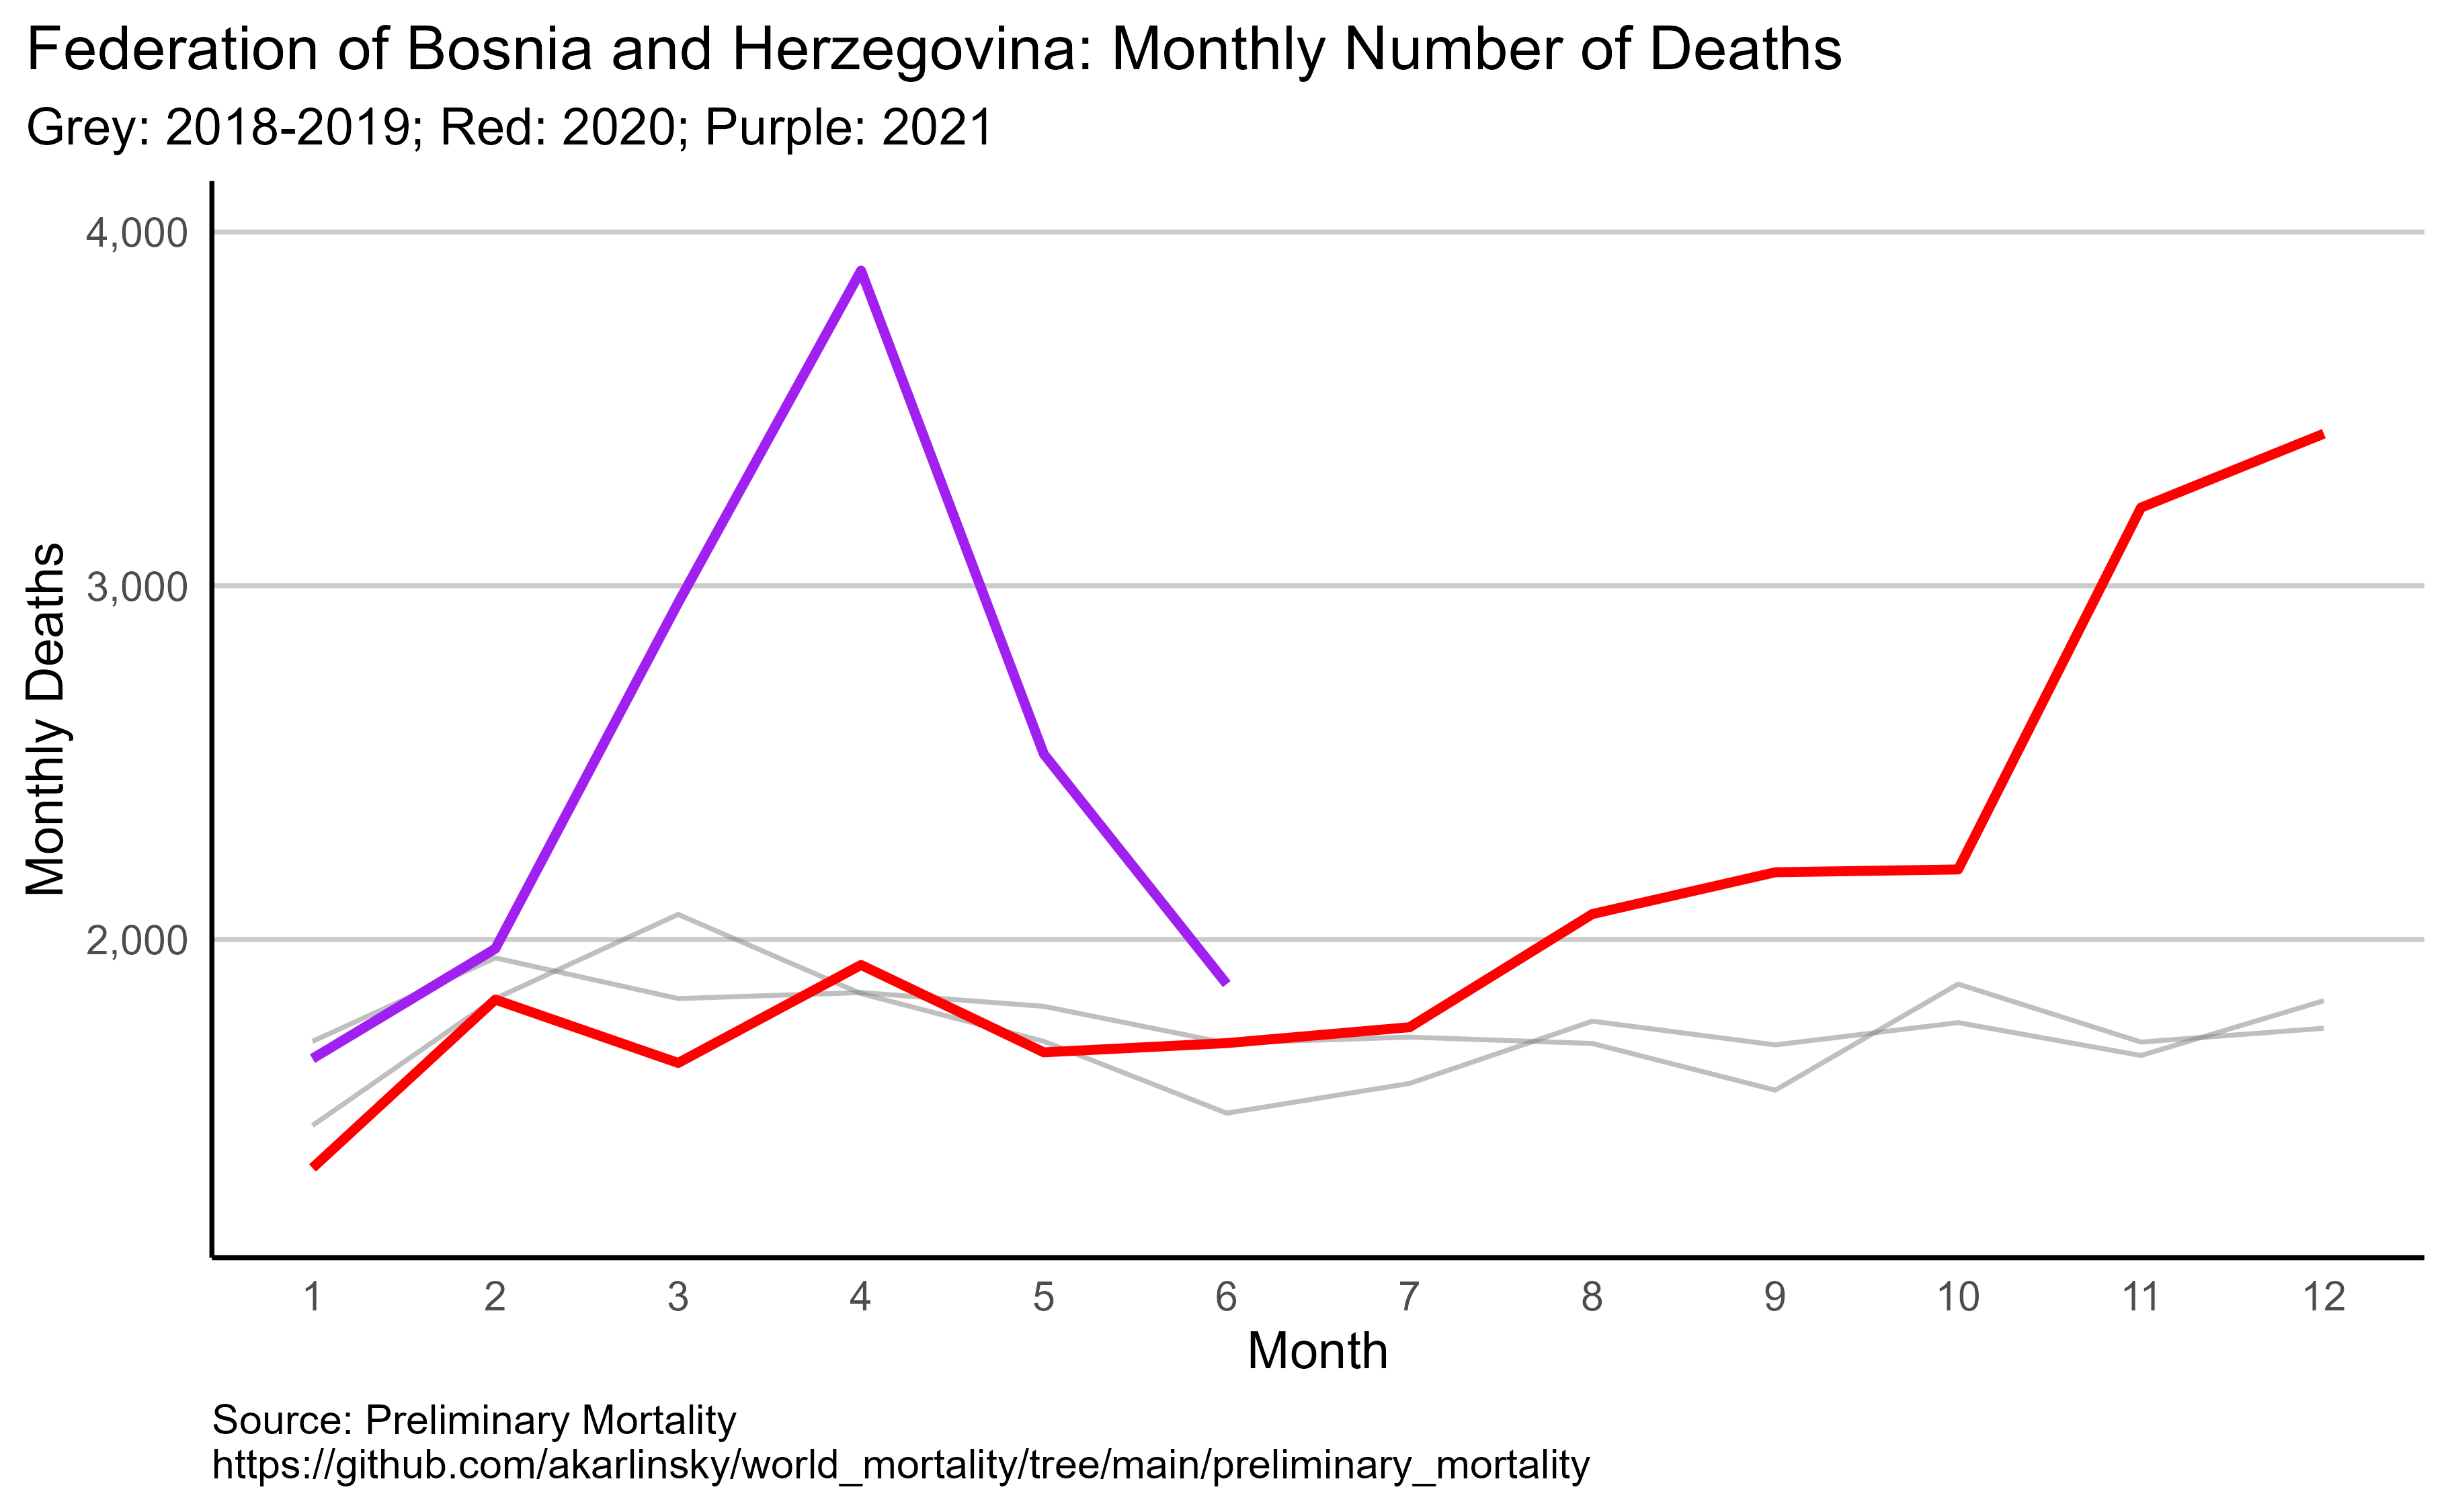 Federation of Bosnia and Herzegovina: Monthly Number of Deaths
Grey: 2018-2019; Red: 2020; Purple: 2021
4,000
3,000
2,000
Monthly Deaths
1 2 3 4 5 6 7 8 9 10 11 12
Month
Source: Preliminary Mortality
https://github.com/akarlinsky/world_mortality/tree/main/preliminary_mortality